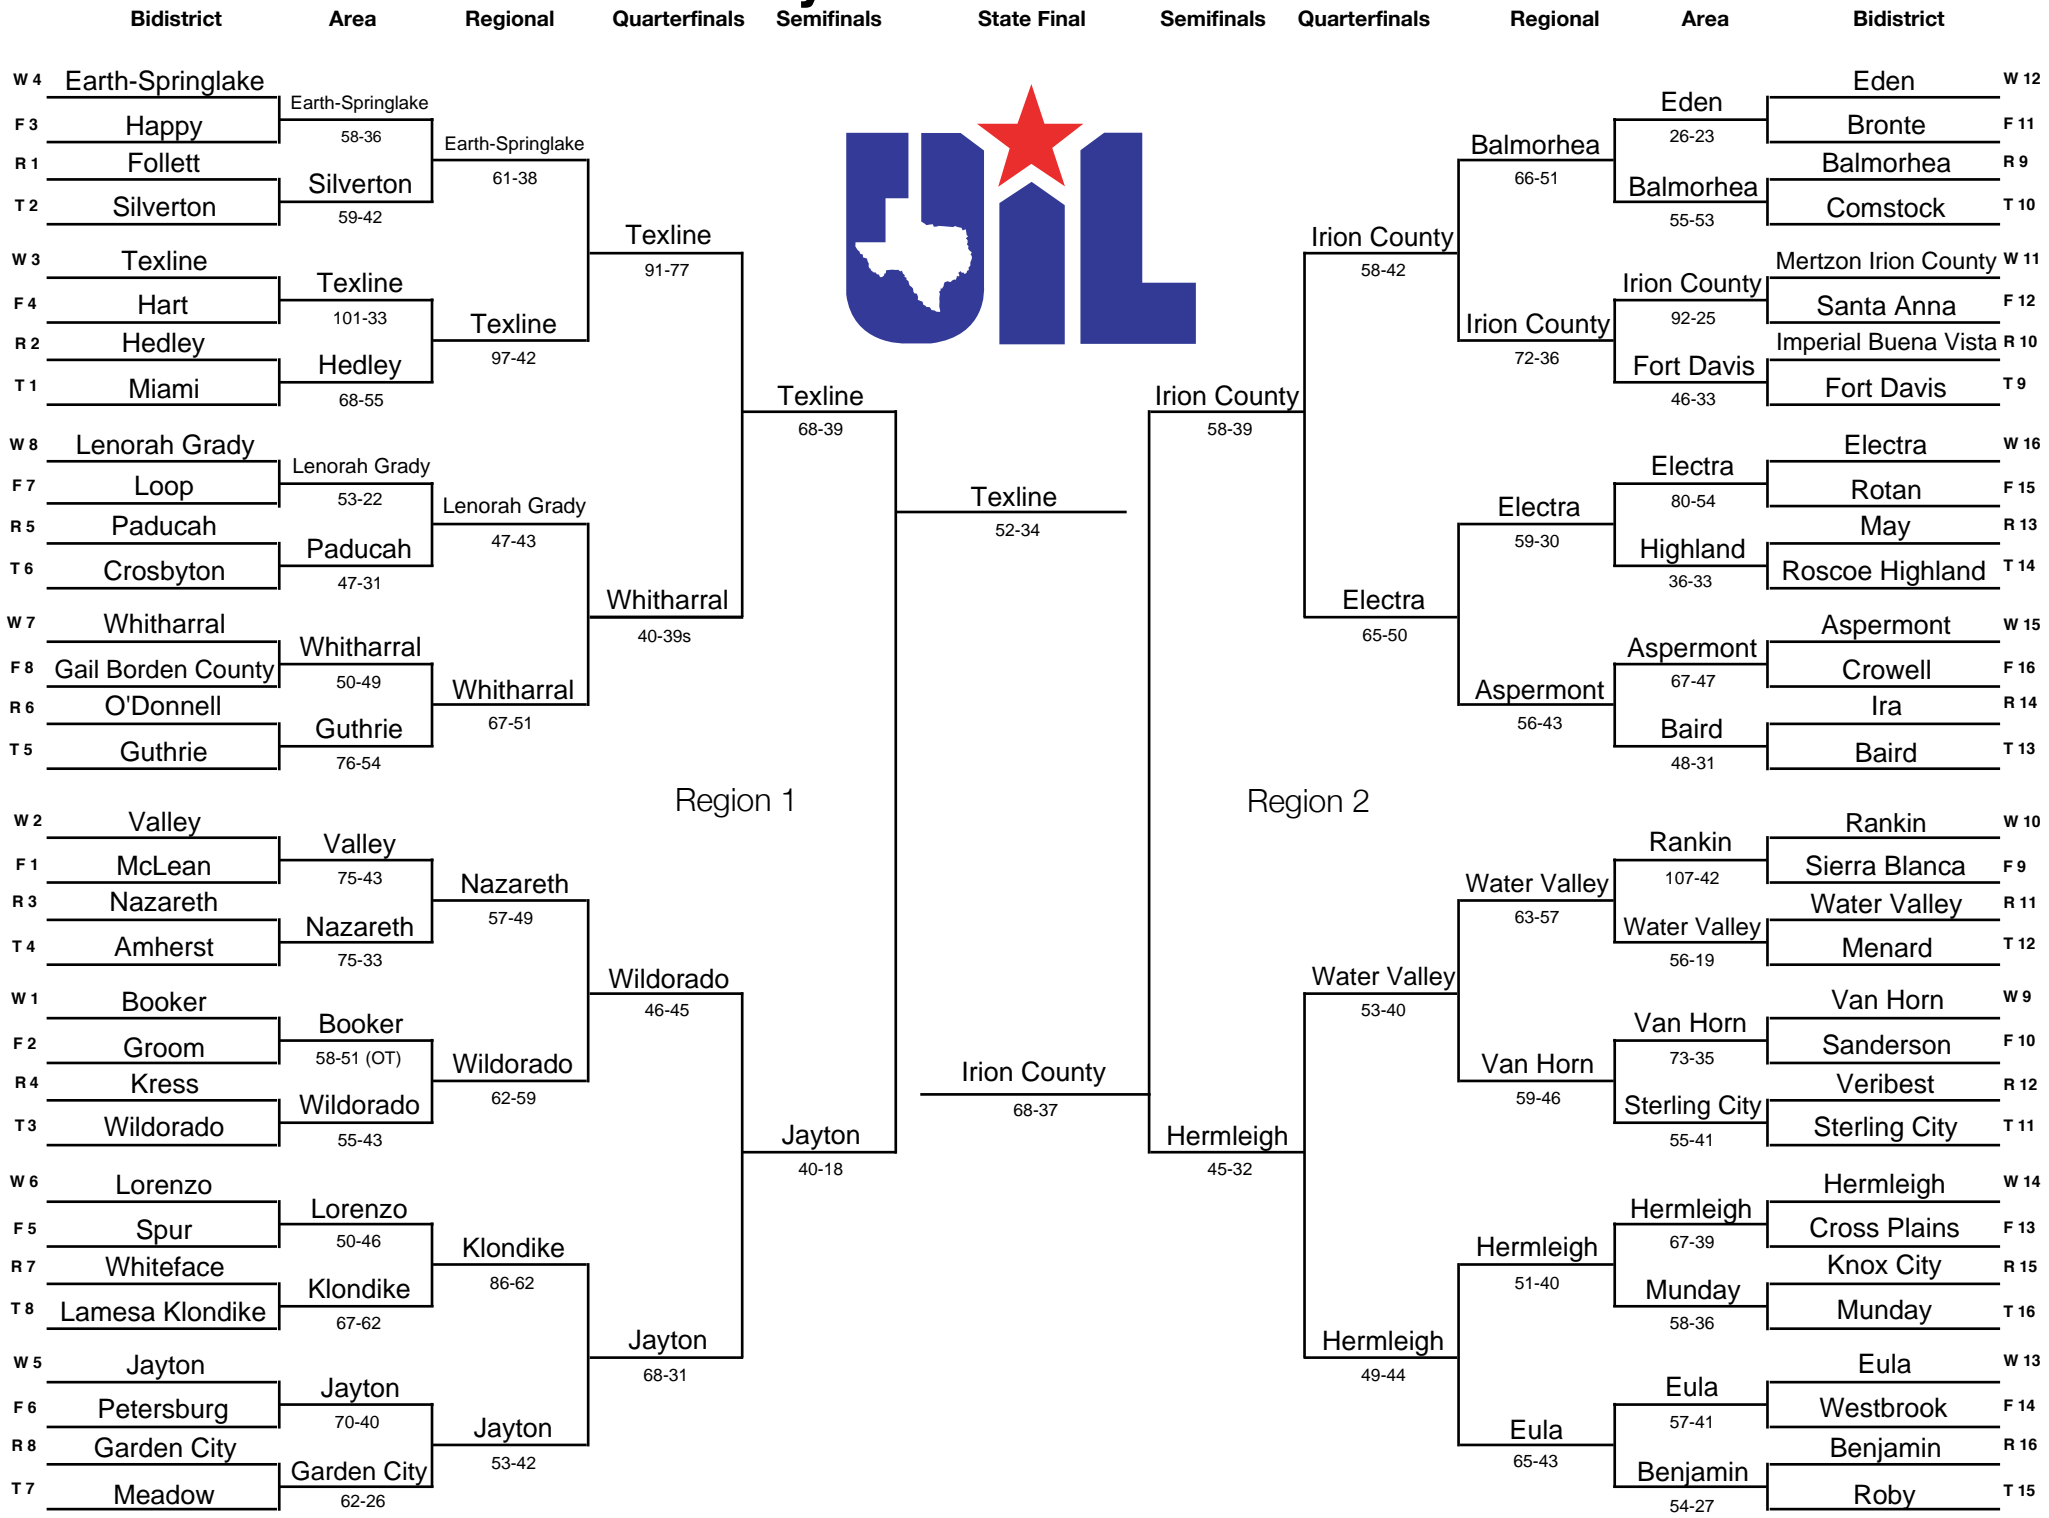 Bidistrict Area Regional Quarterfinals Semifinals State Final Semifinals Quarterfinals Regional Area Bidistrict
W 4 Earth-Springlake
F 3 Happy
R 1 Follett
T 2 Silverton
W 3 Texline
F 4 Hart
R 2 Hedley
T 1 Miami
W 8 Lenorah Grady
F 7 Loop
R 5 Paducah
T 6 Crosbyton
W 7 Whitharral
F 8 Gail Borden County
R 6 O'Donnell
T 5 Guthrie
W 2 Valley
F 1 McLean
R 3 Nazareth
T 4 Amherst
W 1 Booker
F 2 Groom
R 4 Kress
T 3 Wildorado
W 6 Lorenzo
F 5 Spur
R 7 Whiteface
T 8 Lamesa Klondike
W 5 Jayton
F 6 Petersburg
R 8 Garden City
T 7 Meadow
Earth-Springlake
58-36
Silverton
59-42
Texline
101-33
Hedley
68-55
Lenorah Grady
53-22
Paducah
47-31
Whitharral
50-49
Guthrie
76-54
Valley
75-43
Nazareth
75-33
Booker
58-51 (OT)
Wildorado
55-43
Lorenzo
50-46
Klondike
67-62
Jayton
70-40
Garden City
62-26
Earth-Springlake
61-38
Texline
97-42
Lenorah Grady
47-43
Whitharral
67-51
Nazareth
57-49
Wildorado
62-59
Klondike
86-62
Jayton
53-42
Texline
91-77
Whitharral
40-39s
Region 1
Wildorado
46-45
Jayton
68-31
Texline
68-39
Jayton
40-18
UIL
Texline
52-34
Irion County
68-37
Irion County
58-39
Hermleigh
45-32
Irion County
58-42
Electra
65-50
Region 2
Water Valley
53-40
Hermleigh
49-44
Balmorhea
66-51
Irion County
72-36
Electra
59-30
Aspermont
56-43
Water Valley
63-57
Van Horn
59-46
Hermleigh
51-40
Eula
65-43
Eden
26-23
Balmorhea
55-53
Irion County
92-25
Fort Davis
46-33
Electra
80-54
Highland
36-33
Aspermont
67-47
Baird
48-31
Rankin
107-42
Water Valley
56-19
Van Horn
73-35
Sterling City
55-41
Hermleigh
67-39
Munday
58-36
Eula
57-41
Benjamin
54-27
Eden W 12
Bronte F 11
Balmorhea R 9
Comstock T 10
Mertzon Irion County W 11
Santa Anna F 12
Imperial Buena Vista R 10
Fort Davis T 9
Electra W 16
Rotan F 15
May R 13
Roscoe Highland T 14
Aspermont W 15
Crowell F 16
Ira R 14
Baird T 13
Rankin W 10
Sierra Blanca F 9
Water Valley R 11
Menard T 12
Van Horn W 9
Sanderson F 10
Veribest R 12
Sterling City T 11
Hermleigh W 14
Cross Plains F 13
Knox City R 15
Munday T 16
Eula W 13
Westbrook F 14
Benjamin R 16
Roby T 15